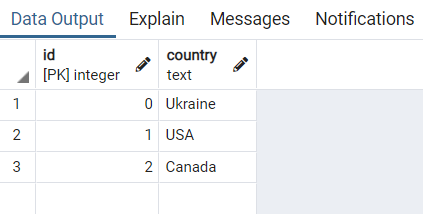 Data Output Explain Messages Notifications
id country
[PK] integer text
1 0 Ukraine
2 1 USA
3 2 Canada